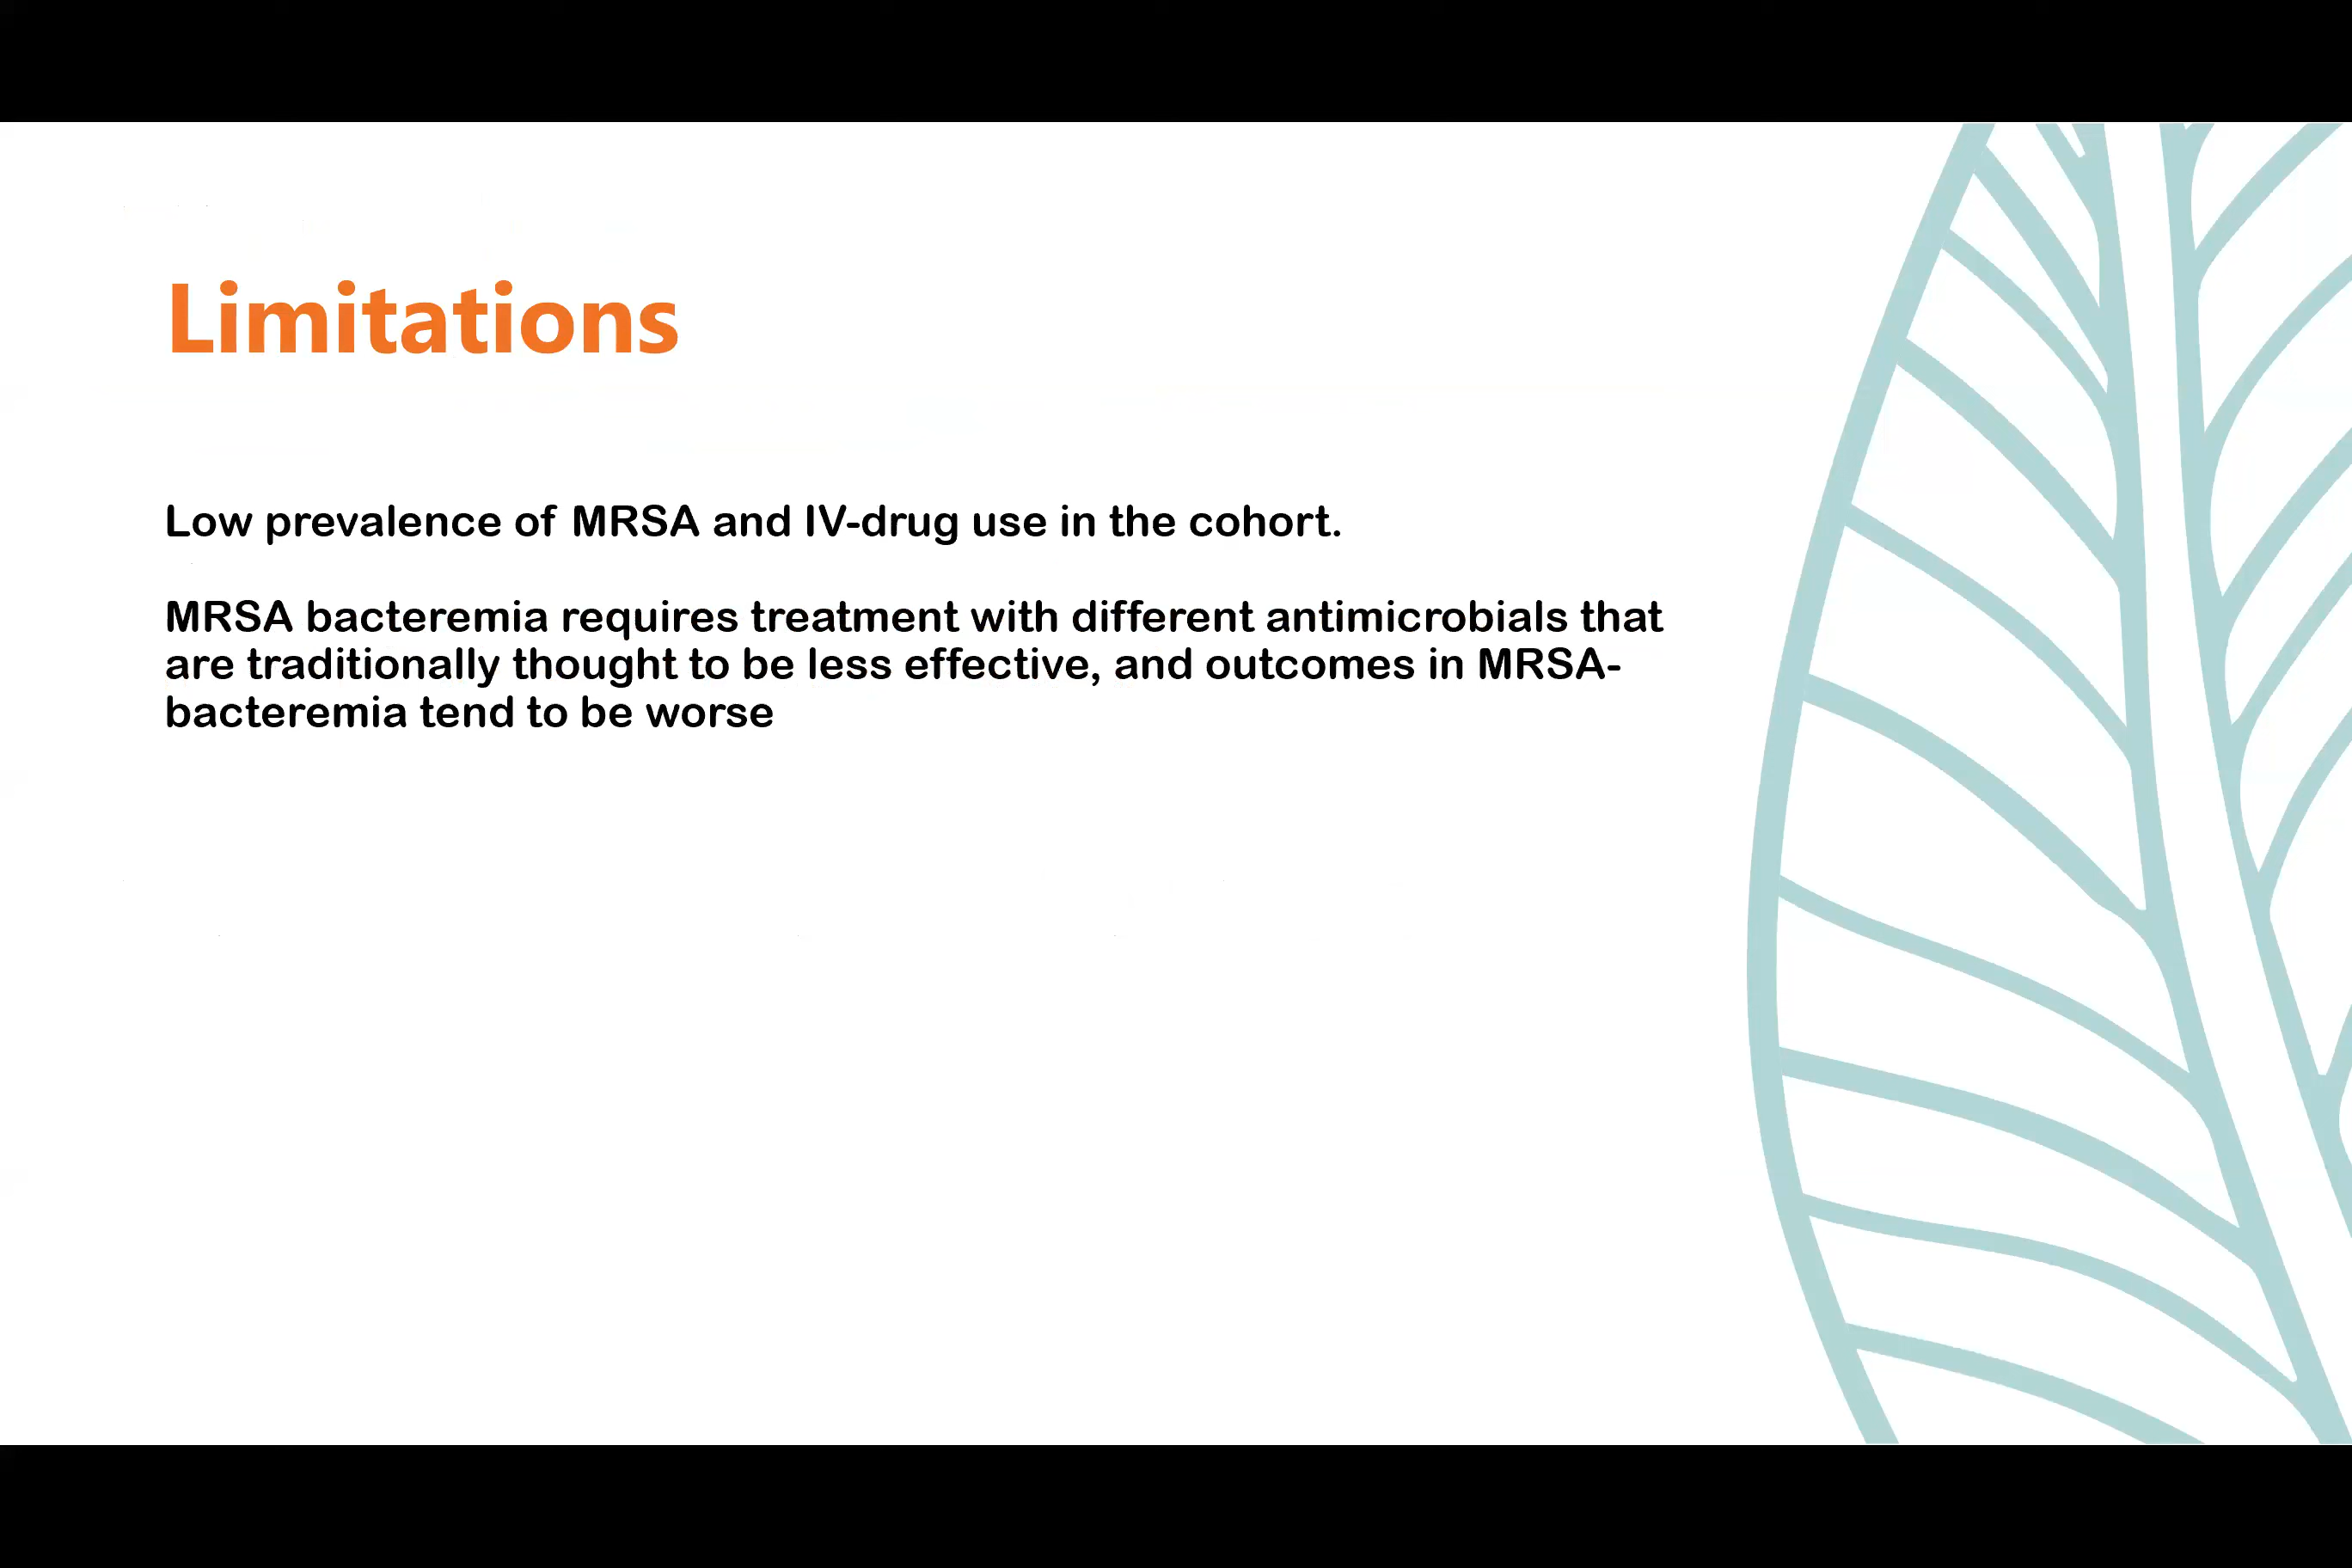 Limitations
Low prevalence of MRSA and IV-drug use in the cohort.
MRSA bacteremia requires treatment with different antimicrobials that
are traditionally thought to be less effective, and outcomes in MRSA-
bacteremia tend to be worse